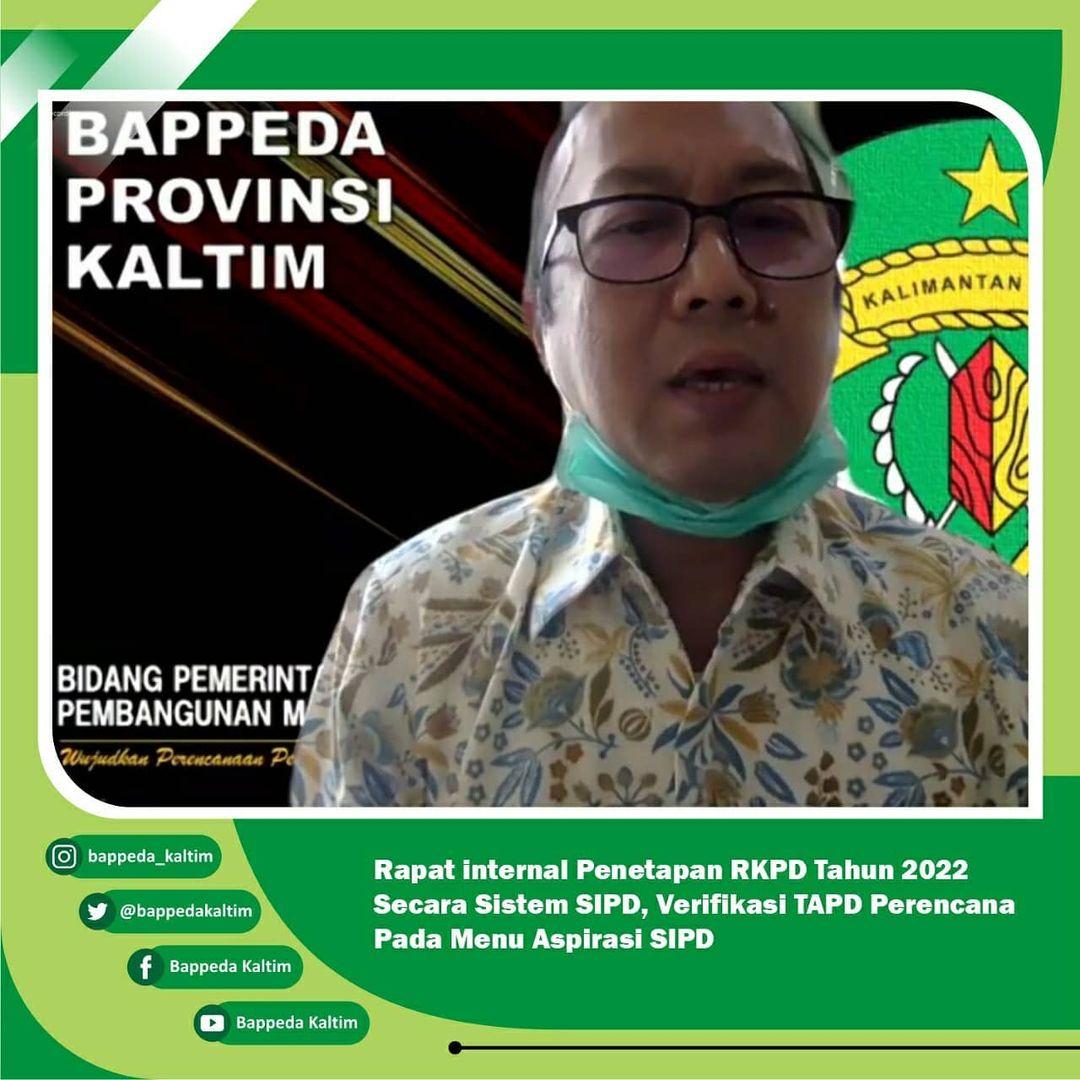 BAPPEDA
PROVINSI
KALTIM
KALIMANTAN
BIDANG PEMERINT
PEMBANGUNAN M
Wujudkan Perencanaan Pe
bappeda_kaltim
@bappedakaltim
Bappeda Kaltim
Bappeda Kaltim
Rapat internal Penetapan RKPD Tahun 2022
Secara Sistem SIPD, Verifikasi TAPD Perencana
Pada Menu Aspirasi SIPD